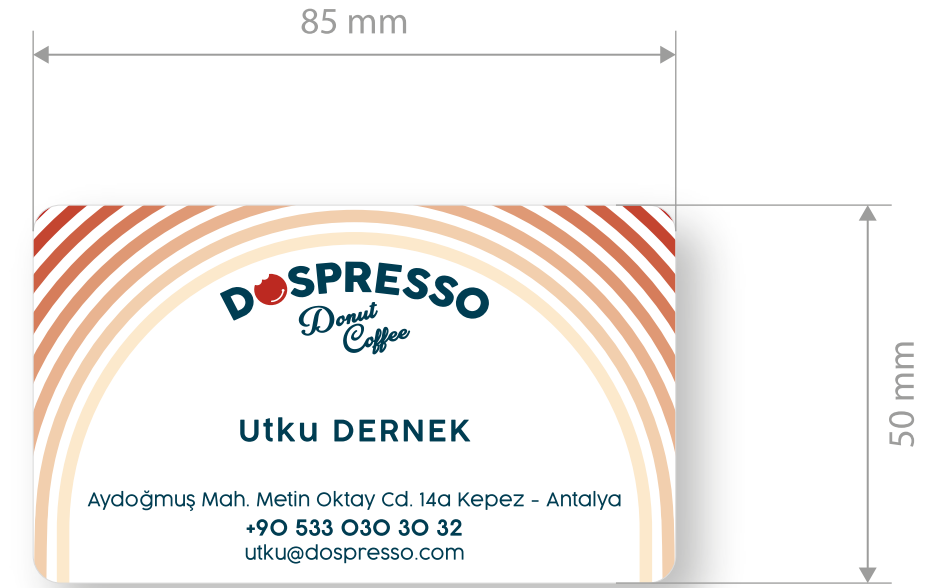 85 mm
DOSPRESSO
Donut
Coffee
Utku DERNEK
Aydoğmuş Mah. Metin Oktay Cd. 14a Kepez - Antalya
+90 533 030 30 32
utku@dospresso.com
50 mm